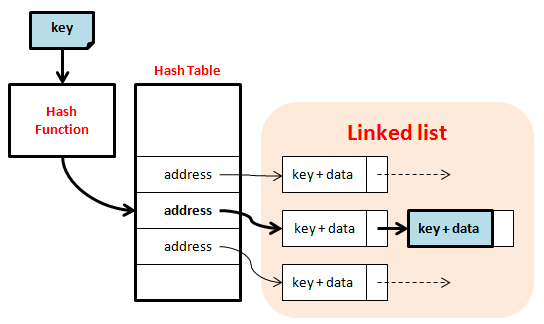 key
Hash Table
Hash
Function
Linked list
address
key + data
address
key + data
key + data
address
key + data